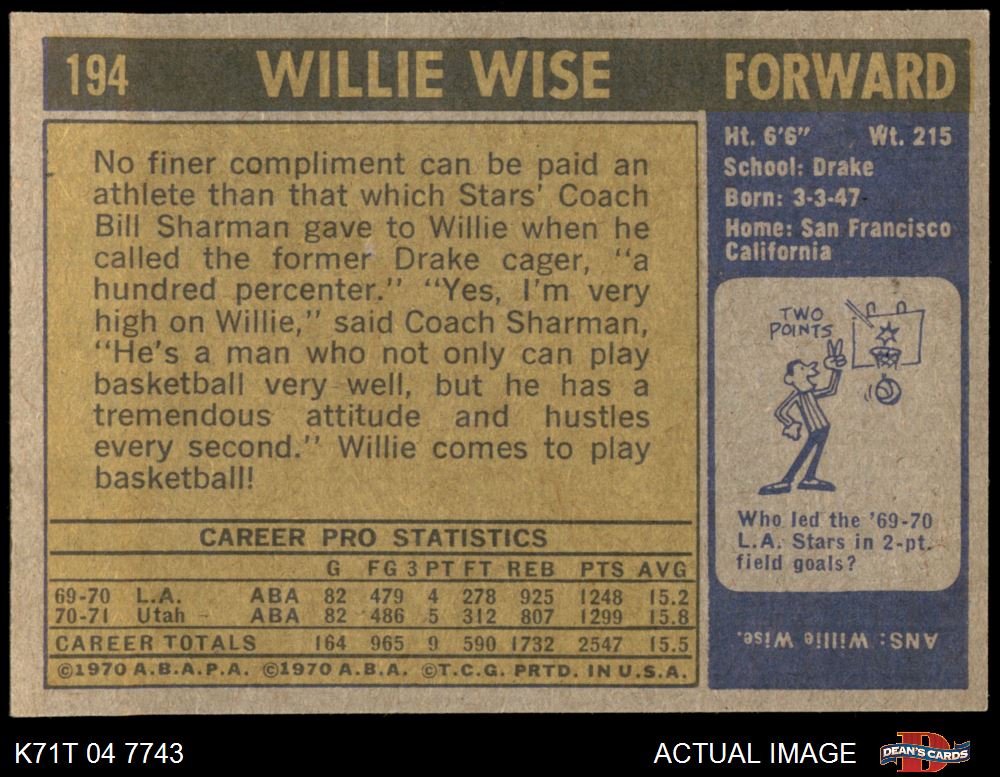 194 WILLIE WISE FORWARD
No finer compliment can be paid an
athlete than that which Stars' Coach
Bill Sharman gave to Willie when he
called the former Drake cager, "a
hundred percenter." "Yes, I'm very
high on Willie," said Coach Sharman,
"He's a man who not only can play
basketball very well, but he has a
tremendous attitude and hustles
every second." Willie comes to play
basketball!
CAREER PRO STATISTICS
G FG 3PT FT REB PTS AVG
69-70 L.A. ABA 82 479 4 278 925 1248 15.2
70-71 Utah - ABA 82 486 5 312 807 1299 15.8
CAREER TOTALS 164 965 9 590 1732 2547 15.5
©1970 A.B.A.P.A. ©1970 A.B.A. ©T.C.G. PRTD. IN U.S.A.
Ht. 6'6" Wt. 215
School: Drake
Born: 3-3-47
Home: San Francisco
California
TWO
POINTS
Who led the '69-70
L.A. Stars in 2-pt.
field goals?
ANS: Willie Wise.
K71T 04 7743 ACTUAL IMAGE DEAN'S CARDS